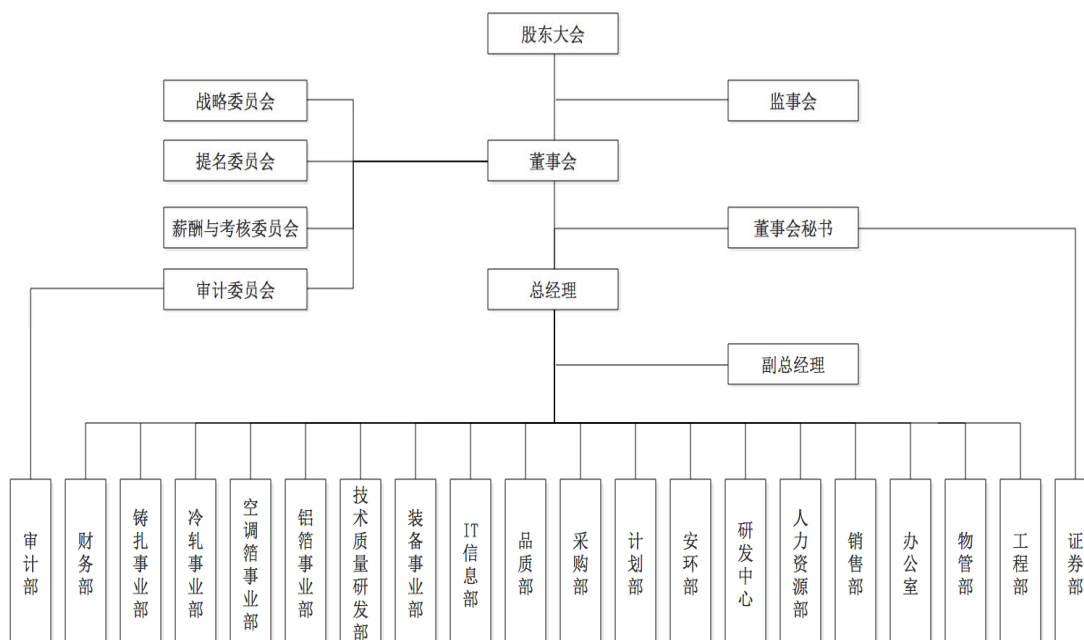 股东大会
战略委员会
监事会
提名委员会
董事会
薪酬与考核委员会
董事会秘书
审计委员会
总经理
副总经理
审计部
财务部
铸扎事业部
冷轧事业部
空调箔事业部
铝箔事业部
技术质量研发部
装备事业部
IT信息部
品质部
采购部
计划部
安环部
研发中心
人力资源部
销售部
办公室
物管部
工程部
证券部